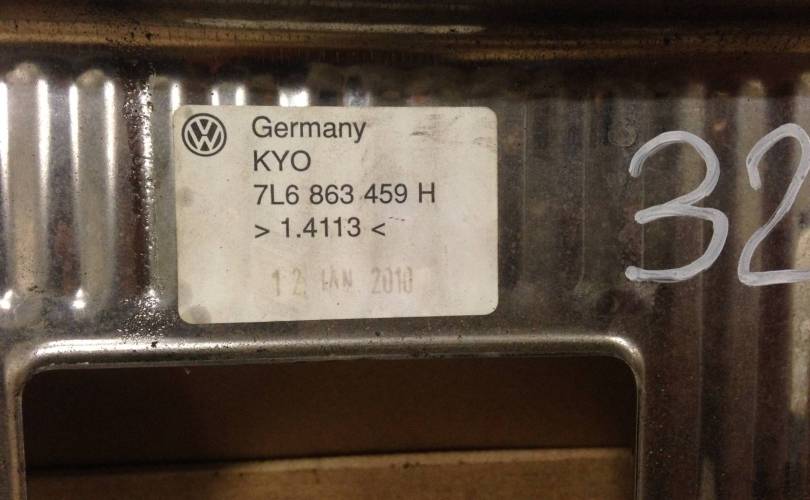 Germany
KYO
7L6 863 459 H
> 1.4113 <
12 JAN 2010
32